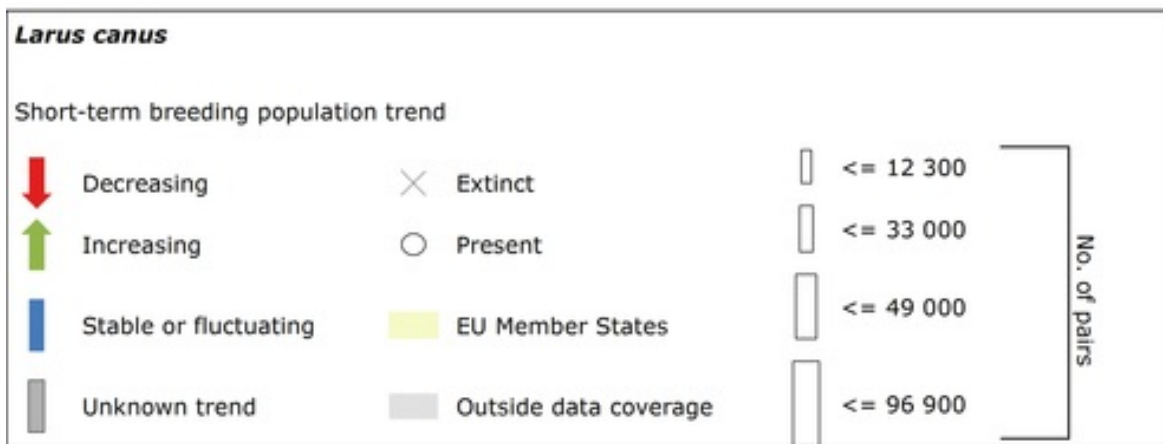 Larus canus
Short-term breeding population trend
Decreasing
Extinct
<= 12 300
Increasing
Present
<= 33 000
Stable or fluctuating
EU Member States
<= 49 000
Unknown trend
Outside data coverage
<= 96 900
No. of pairs